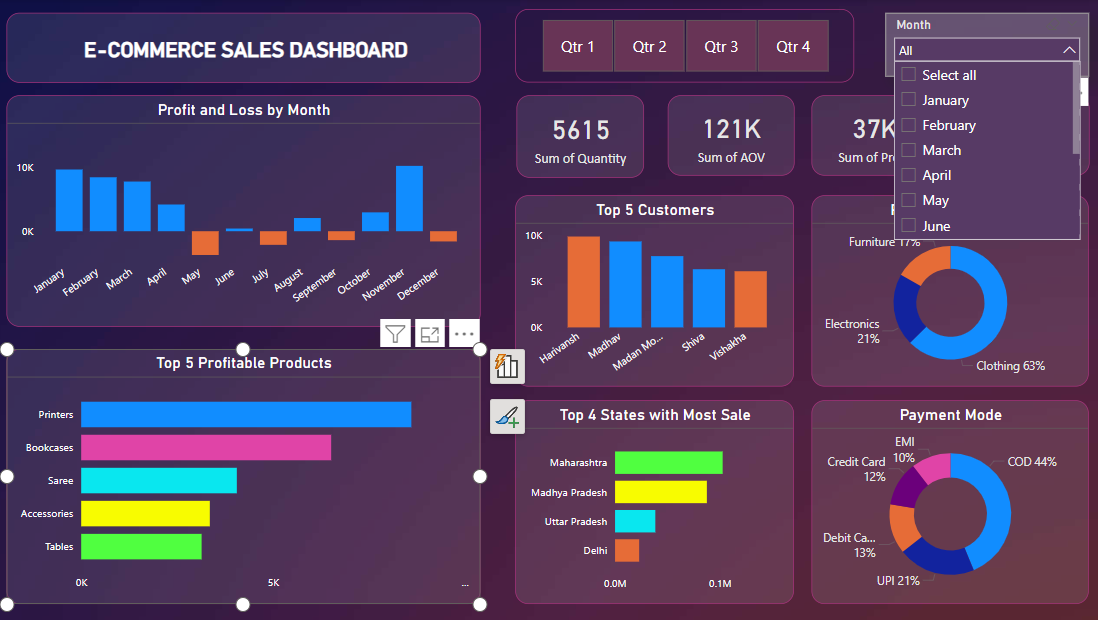 E-COMMERCE SALES DASHBOARD
Qtr 1
Qtr 2
Qtr 3
Qtr 4
Month
All
Select all
January
February
March
April
May
June
Profit and Loss by Month
10K
0K
January
February
March
April
May
June
July
August
September
October
November
December
5615
Sum of Quantity
121K
Sum of AOV
37K
Sum of
Top 5 Customers
10K
5K
0K
Harivansh
Madhav
Madan Mo...
Shiva
Vishakha
Furniture 17%
Electronics
21%
Clothing 63%
Top 5 Profitable Products
Printers
Bookcases
Saree
Accessories
Tables
0K
5K
...
Top 4 States with Most Sale
Maharashtra
Madhya Pradesh
Uttar Pradesh
Delhi
0.0M
0.1M
Payment Mode
EMI
10%
Credit Card
12%
COD 44%
Debit Ca...
13%
UPI 21%